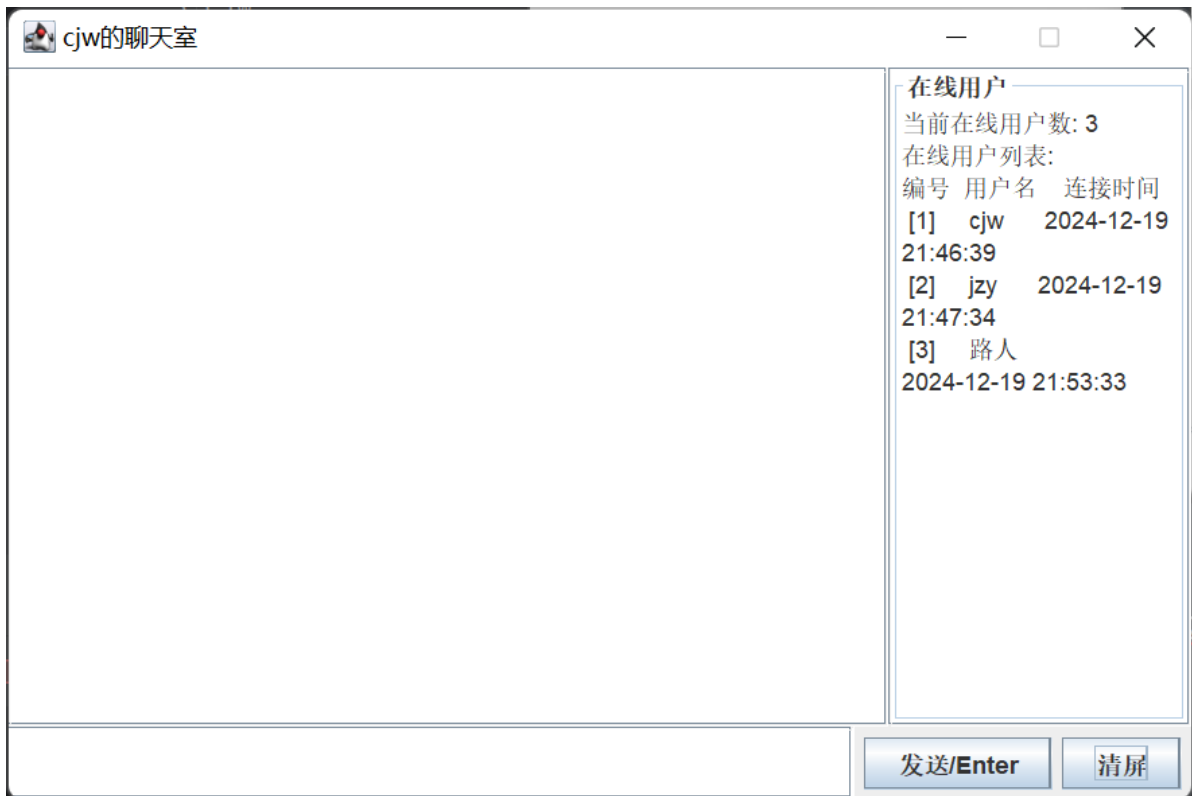 cjw的聊天室
在线用户
当前在线用户数: 3
在线用户列表:
编号 用户名 连接时间
[1] cjw 2024-12-19
21:46:39
[2] jzy 2024-12-19
21:47:34
[3] 路人
2024-12-19 21:53:33
发送/Enter 清屏